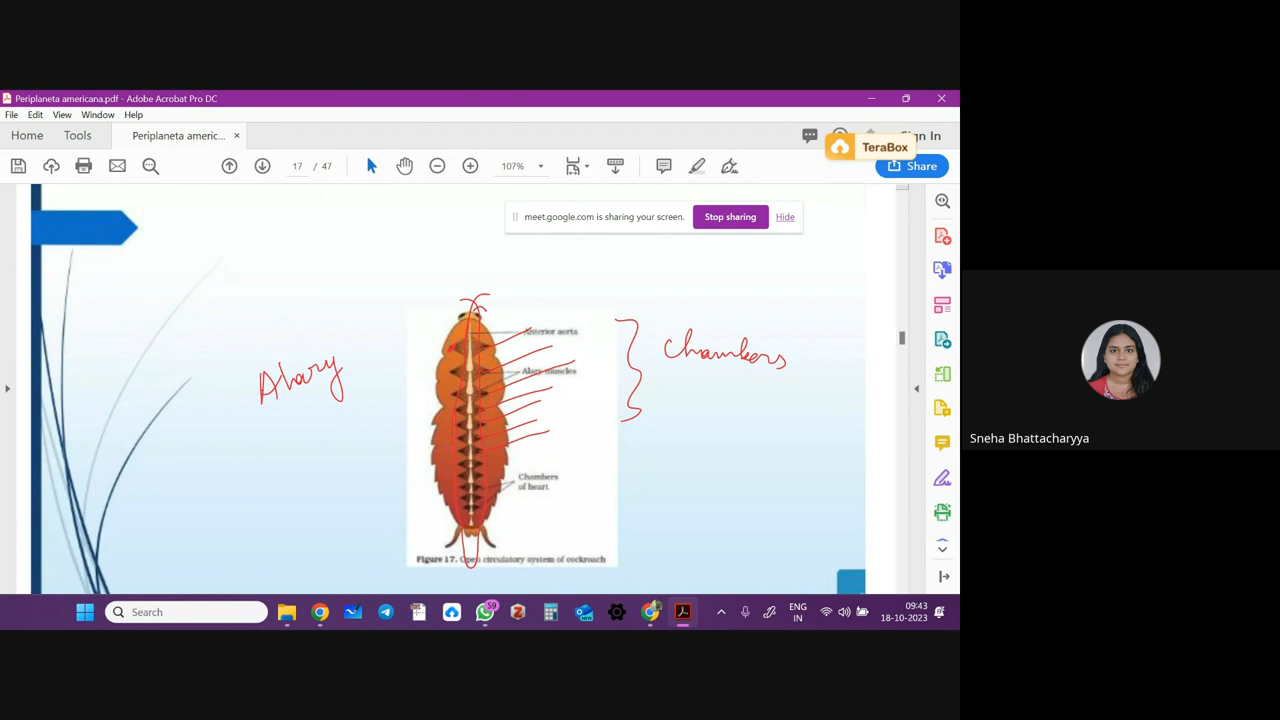 Periplaneta americana.pdf - Adobe Acrobat Pro DC
File Edit View Window Help
Home Tools Periplaneta americ... × Sign In
TeraBox
17 / 47 107% Share
meet.google.com is sharing your screen. Stop sharing Hide
Anterior aorta
Chambers
Alary muscles
Alary
Chambers
of heart
Sneha Bhattacharyya
Figure 17. Open circulatory system of cockroach
Search
59
ENG
IN
09:43
18-10-2023